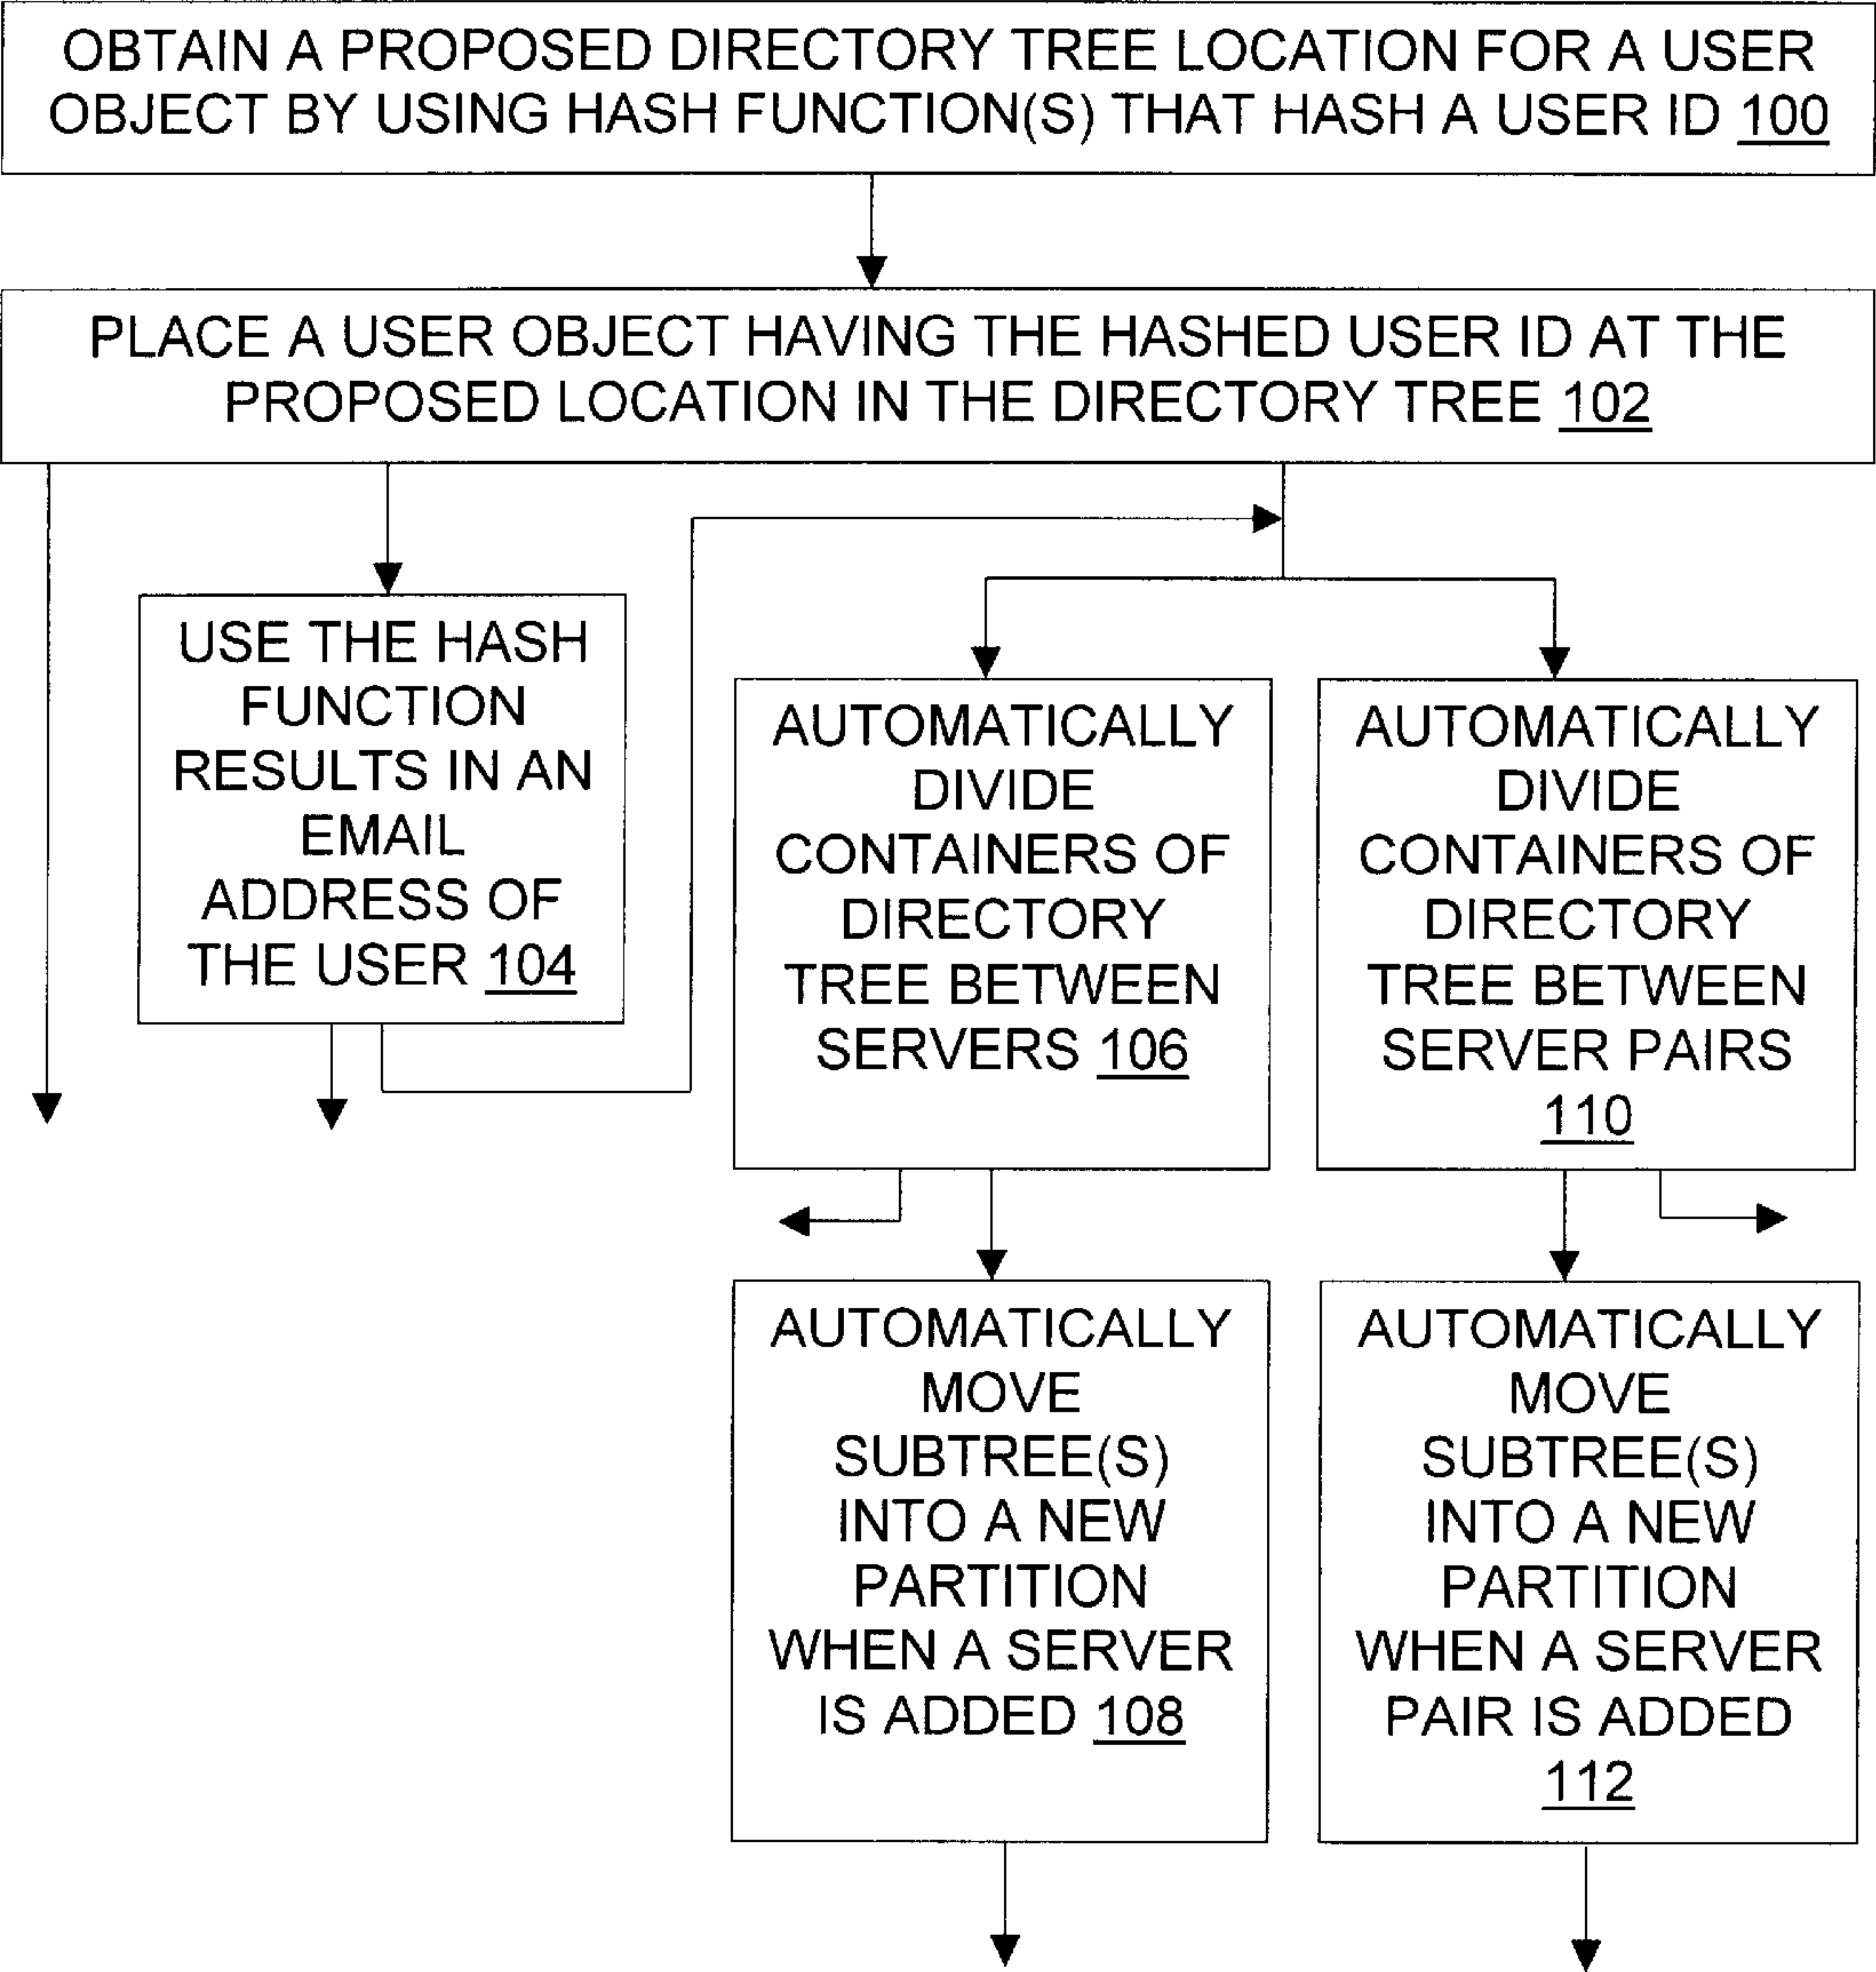 OBTAIN A PROPOSED DIRECTORY TREE LOCATION FOR A USER
OBJECT BY USING HASH FUNCTION(S) THAT HASH A USER ID 100
PLACE A USER OBJECT HAVING THE HASHED USER ID AT THE
PROPOSED LOCATION IN THE DIRECTORY TREE 102
USE THE HASH
FUNCTION
RESULTS IN AN
EMAIL
ADDRESS OF
THE USER 104
AUTOMATICALLY
DIVIDE
CONTAINERS OF
DIRECTORY
TREE BETWEEN
SERVERS 106
AUTOMATICALLY
DIVIDE
CONTAINERS OF
DIRECTORY
TREE BETWEEN
SERVER PAIRS
110
AUTOMATICALLY
MOVE
SUBTREE(S)
INTO A NEW
PARTITION
WHEN A SERVER
IS ADDED 108
AUTOMATICALLY
MOVE
SUBTREE(S)
INTO A NEW
PARTITION
WHEN A SERVER
PAIR IS ADDED
112